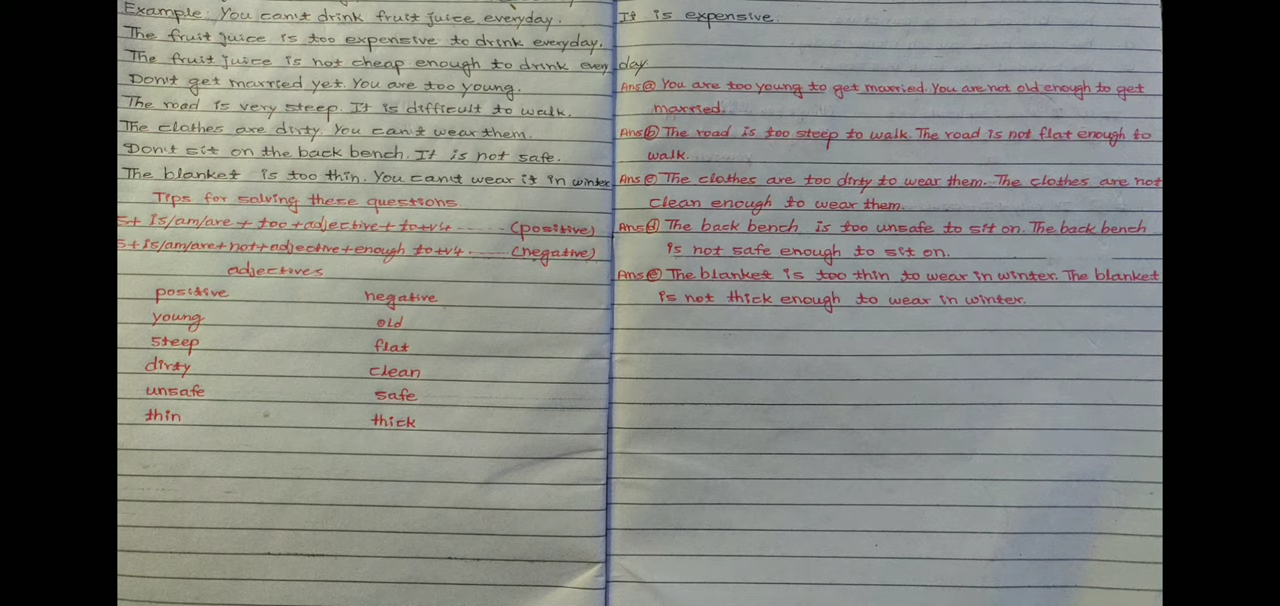 Example: You can't drink fruit juice everyday. It is expensive.
The fruit juice is too expensive to drink everyday.
The fruit juice is not cheap enough to drink every day.
Don't get married yet. You are too young.
The road is very steep. It is difficult to walk.
The clothes are dirty. You can't wear them.
Don't sit on the back bench. It is not safe.
The blanket is too thin. You can't wear it in winter.
Tips for solving these questions
S+ is/am/are + too +adjective+ to+v4 ...... (positive)
S+is/am/are+not+adjective+enough to+v4 ...... (negative)
adjectives
positive negative
young old
steep flat
dirty clean
unsafe safe
thin thick
Ans ⓐ You are too young to get married. You are not old enough to get
married.
Ans ⓑ The road is too steep to walk. The road is not flat enough to
walk.
Ans ⓒ The clothes are too dirty to wear them. The clothes are not
clean enough to wear them.
Ans ⓓ The back bench is too unsafe to sit on. The back bench
is not safe enough to sit on.
Ans ⓔ The blanket is too thin to wear in winter. The blanket
is not thick enough to wear in winter.